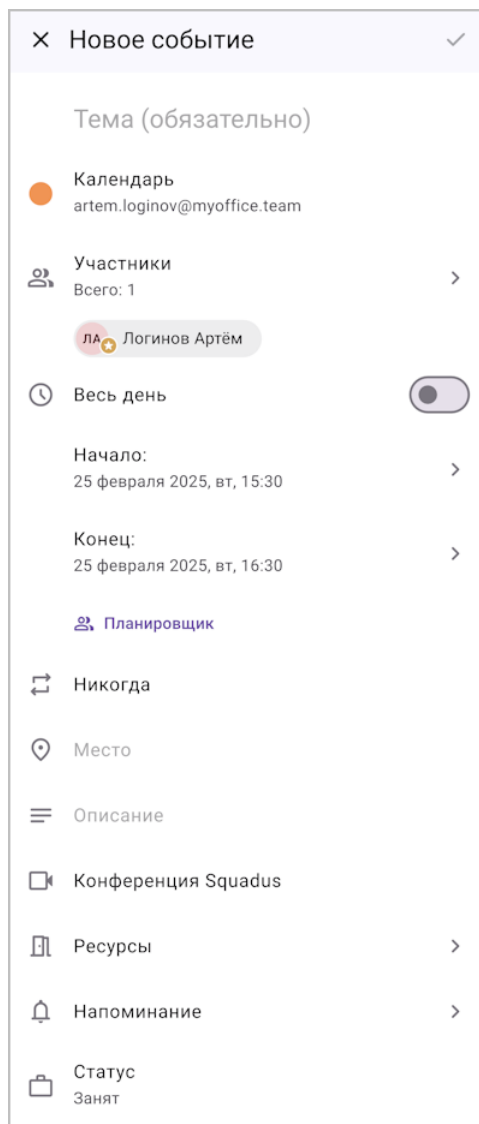 Новое событие
Тема (обязательно)
Календарь
artem.loginov@myoffice.team
Участники
Всего: 1
ЛА Логинов Артём
Весь день
Начало:
25 февраля 2025, вт, 15:30
Конец:
25 февраля 2025, вт, 16:30
Планировщик
Никогда
Место
Описание
Конференция Squadus
Ресурсы
Напоминание
Статус
Занят